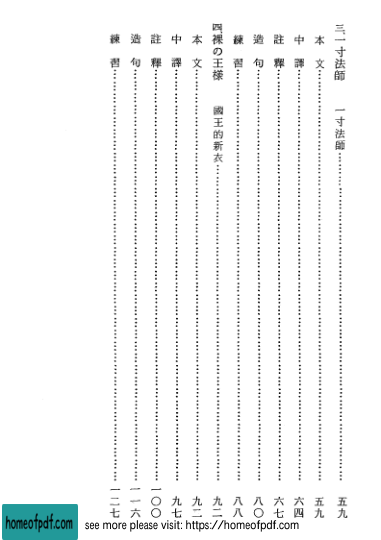 三、一寸法師　一寸法師……五九
本文……五九
中譯……六四
註釋……六七
造句……八〇
練習……八八
四、裸の王樣　國王的新衣……九二
本文……九二
中譯……九七
註釋……一〇〇
造句……一一六
練習……一二七
homeofpdf.com
see more please visit: https://homeofpdf.com